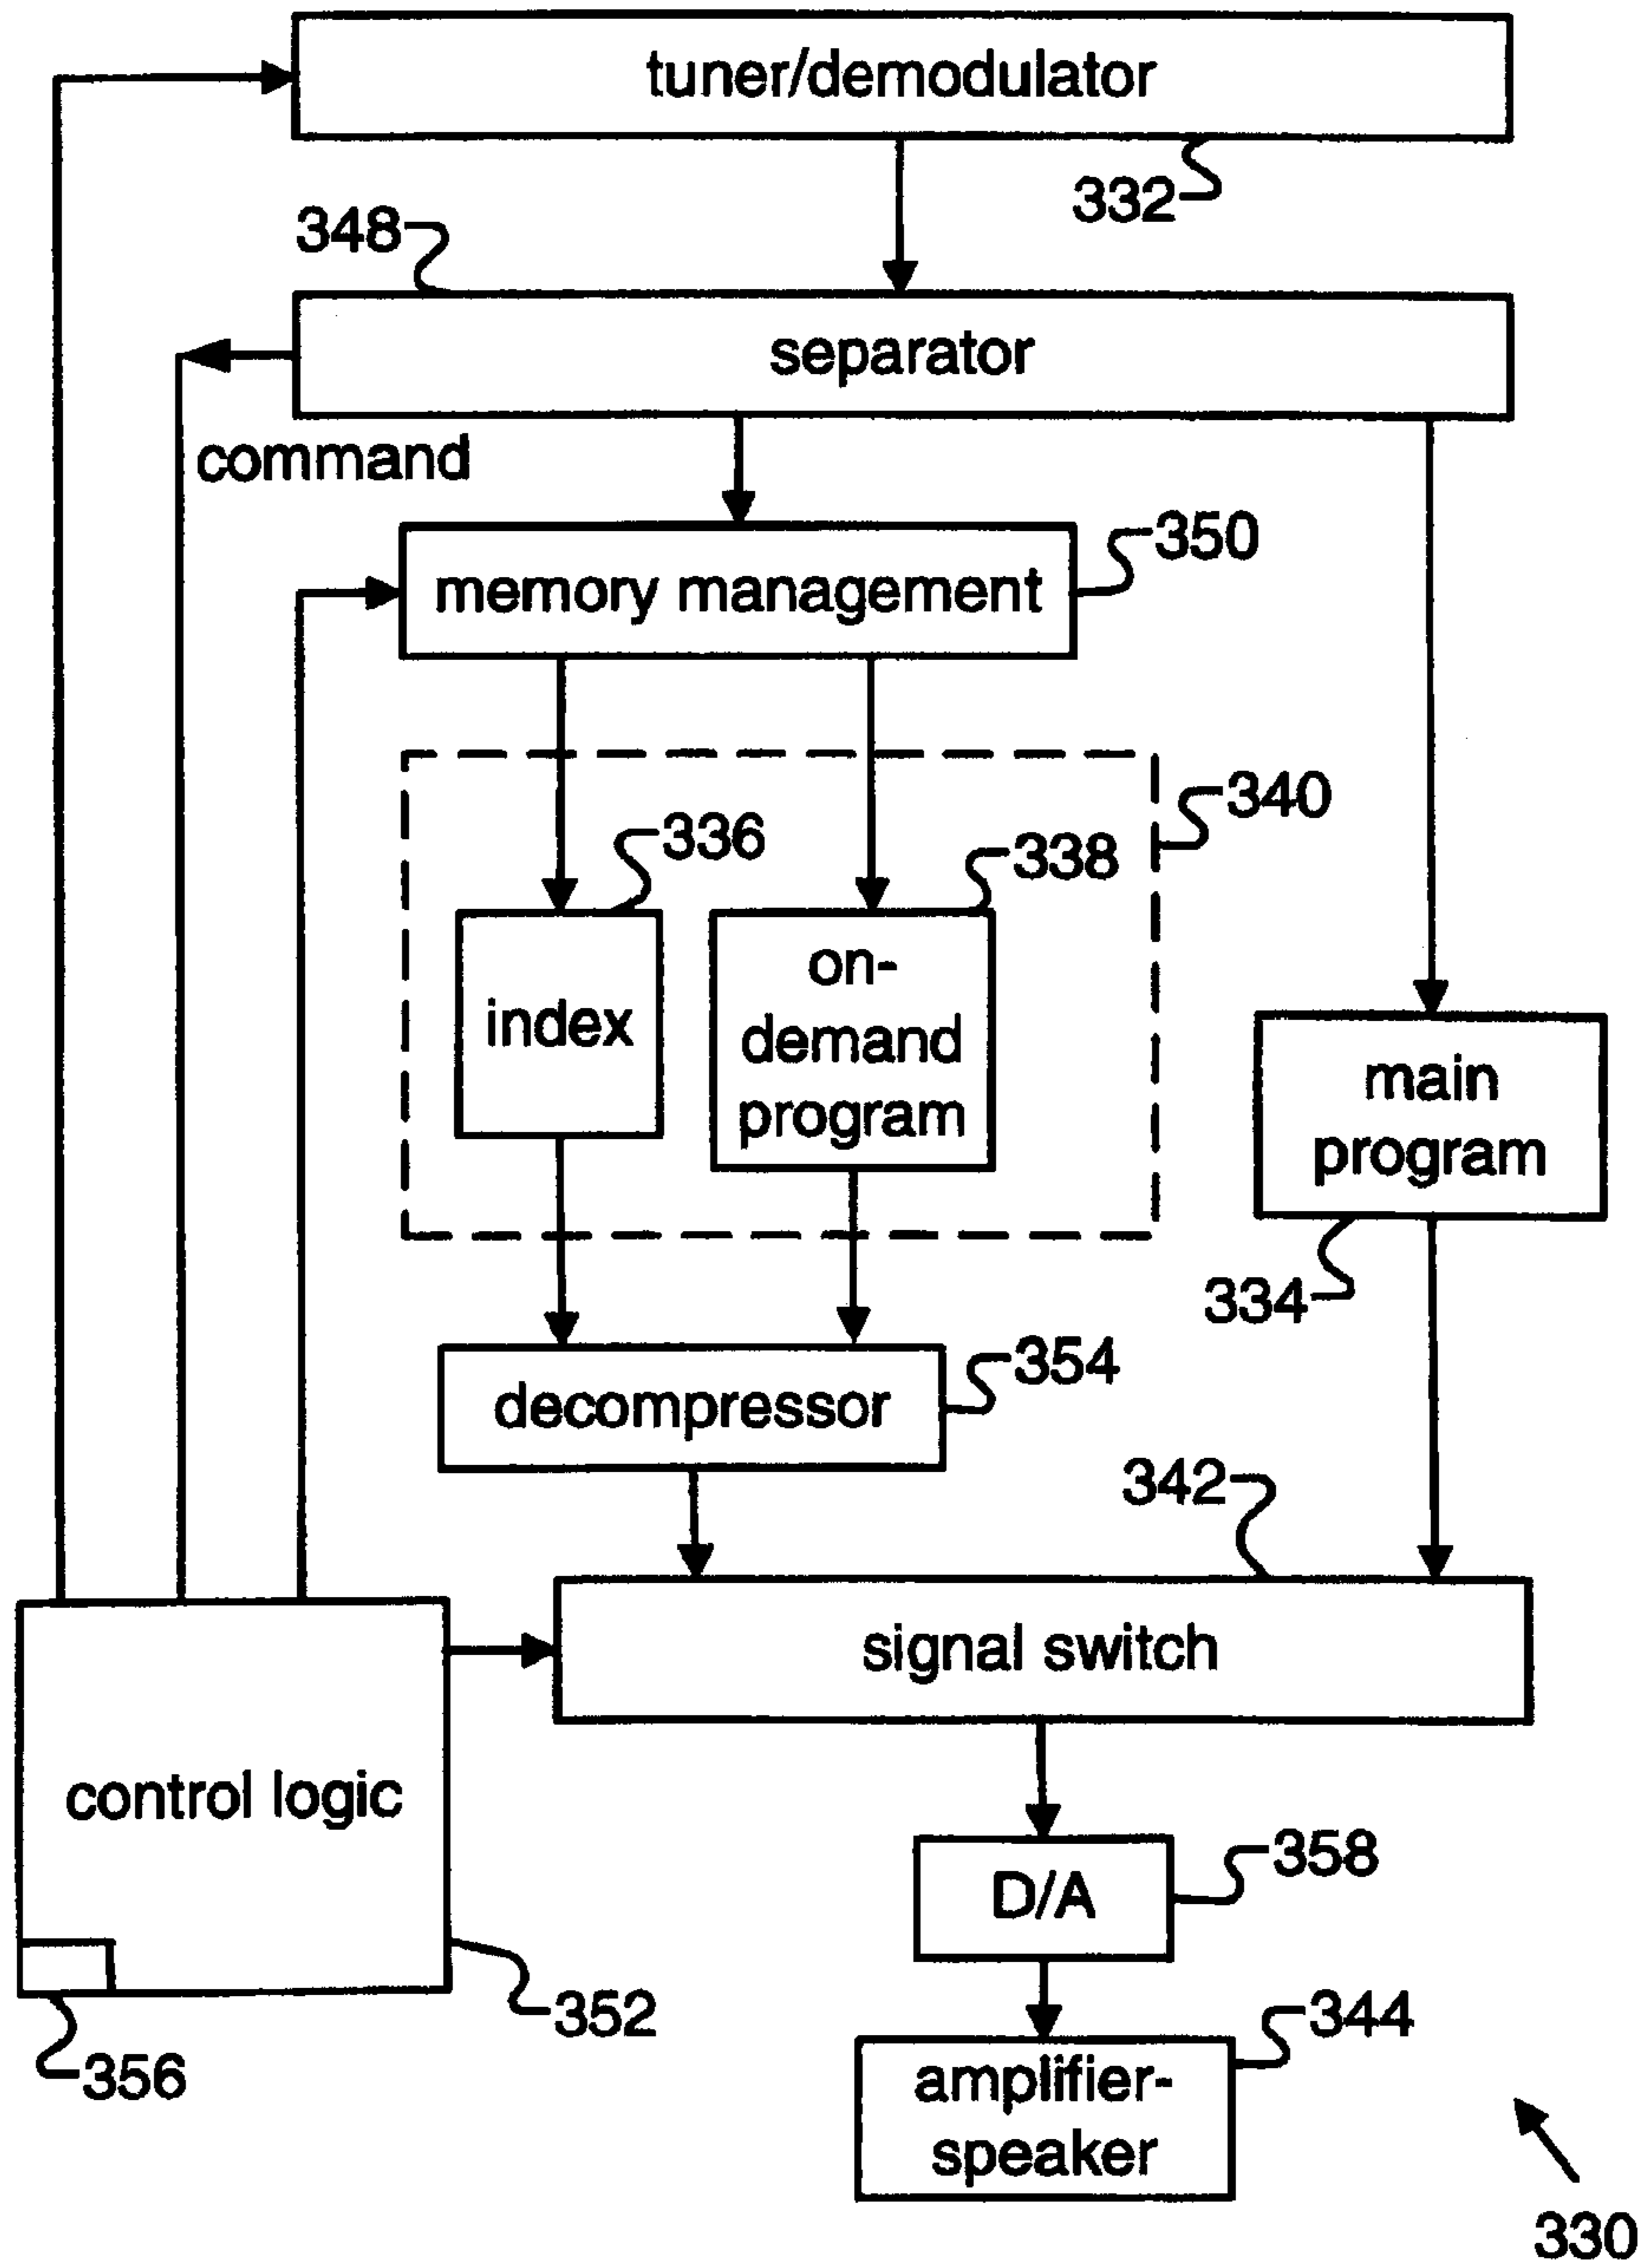 tuner/demodulator
332
348
separator
command
350
memory management
340
336
338
index
on-
demand
program
main
program
334
354
decompressor
342
signal switch
control logic
358
D/A
352
344
356
amplifier-
speaker
330